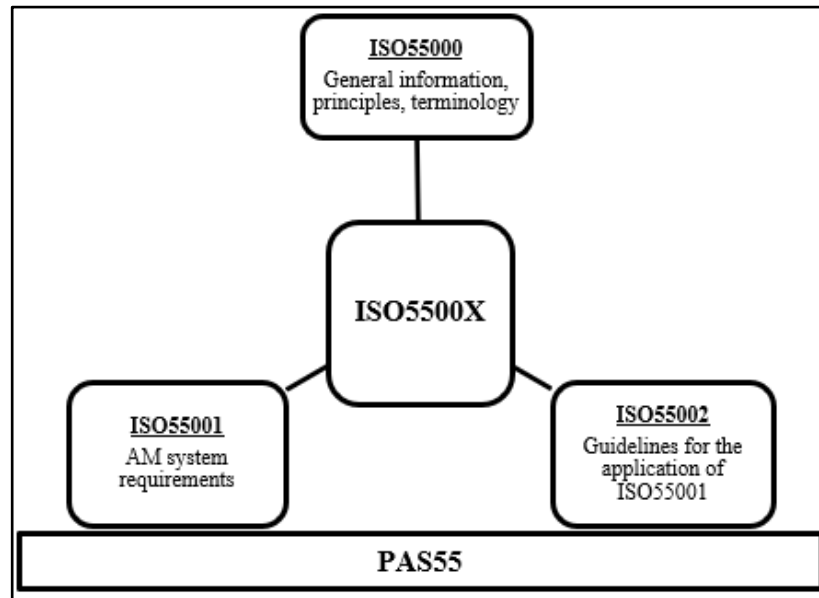 ISO55000
General information,
principles, terminology
ISO5500X
ISO55001
AM system
requirements
ISO55002
Guidelines for the
application of
ISO55001
PAS55